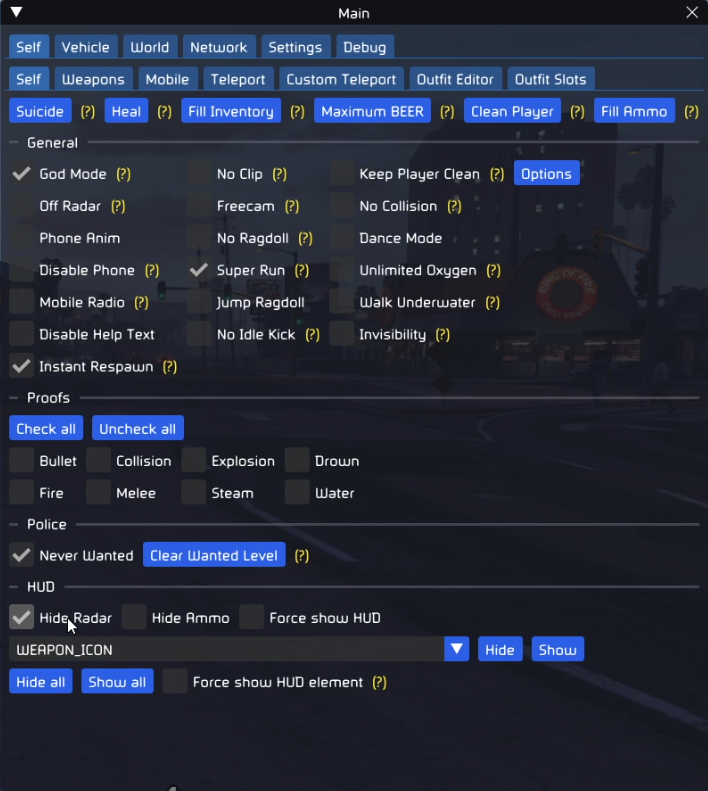 Main
Self Vehicle World Network Settings Debug
Self Weapons Mobile Teleport Custom Teleport Outfit Editor Outfit Slots
Suicide (?) Heal (?) Fill Inventory (?) Maximum BEER (?) Clean Player (?) Fill Ammo (?)
General
God Mode (?) No Clip (?) Keep Player Clean (?) Options
Off Radar (?) Freecam (?) No Collision (?)
Phone Anim No Ragdoll (?) Dance Mode
Disable Phone (?) Super Run (?) Unlimited Oxygen (?)
Mobile Radio (?) Jump Ragdoll Walk Underwater (?)
Disable Help Text No Idle Kick (?) Invisibility (?)
Instant Respawn (?)
Proofs
Check all Uncheck all
Bullet Collision Explosion Drown
Fire Melee Steam Water
Police
Never Wanted Clear Wanted Level (?)
HUD
Hide Radar Hide Ammo Force show HUD
WEAPON_ICON Hide Show
Hide all Show all Force show HUD element (?)